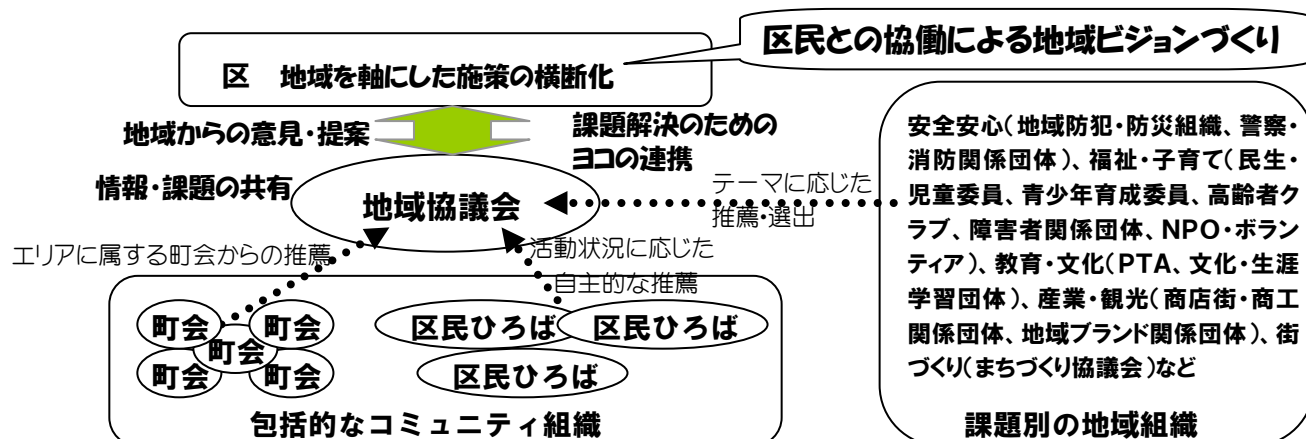 区民との協働による地域ビジョンづくり
区　地域を軸にした施策の横断化
地域からの意見・提案
課題解決のための
ヨコの連携
情報・課題の共有
地域協議会
テーマに応じた
推薦・選出
エリアに属する町会からの推薦
活動状況に応じた
自主的な推薦
町会
町会
町会
町会
町会
区民ひろば
区民ひろば
区民ひろば
包括的なコミュニティ組織
安全安心（地域防犯・防災組織、警察・
消防関係団体）、福祉・子育て（民生・
児童委員、青少年育成委員、高齢者ク
ラブ、障害者関係団体、NPO・ボラン
ティア）、教育・文化（PTA、文化・生涯
学習団体）、産業・観光（商店街・商工
関係団体、地域ブランド関係団体）、街
づくり（まちづくり協議会）など
課題別の地域組織